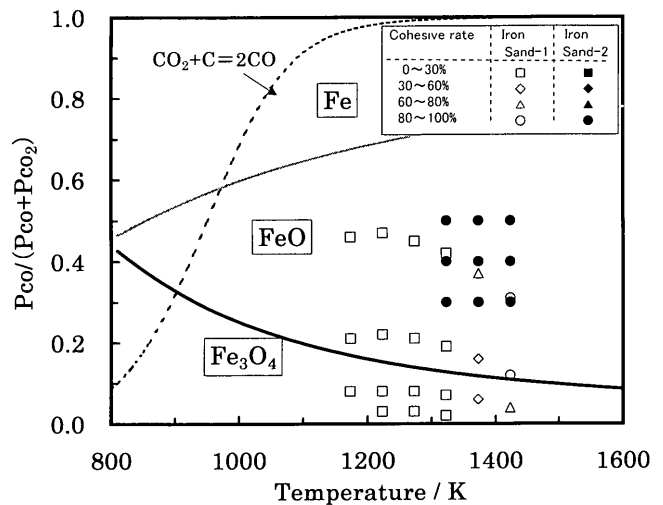 1.0
0.8
0.6
0.4
0.2
0.0
Pco/(Pco+Pco₂)
CO₂+C=2CO
Fe
FeO
Fe₃O₄
Cohesive rate Iron Sand-1 Iron Sand-2
0~30%
30~60%
60~80%
80~100%
800 1000 1200 1400 1600
Temperature / K